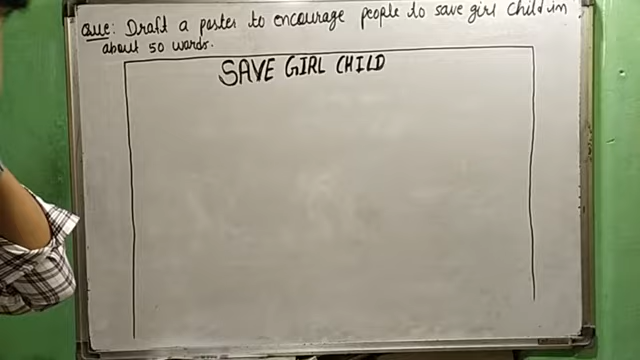 Que: Draft a poster to encourage people to save girl child in
about 50 words.
SAVE GIRL CHILD